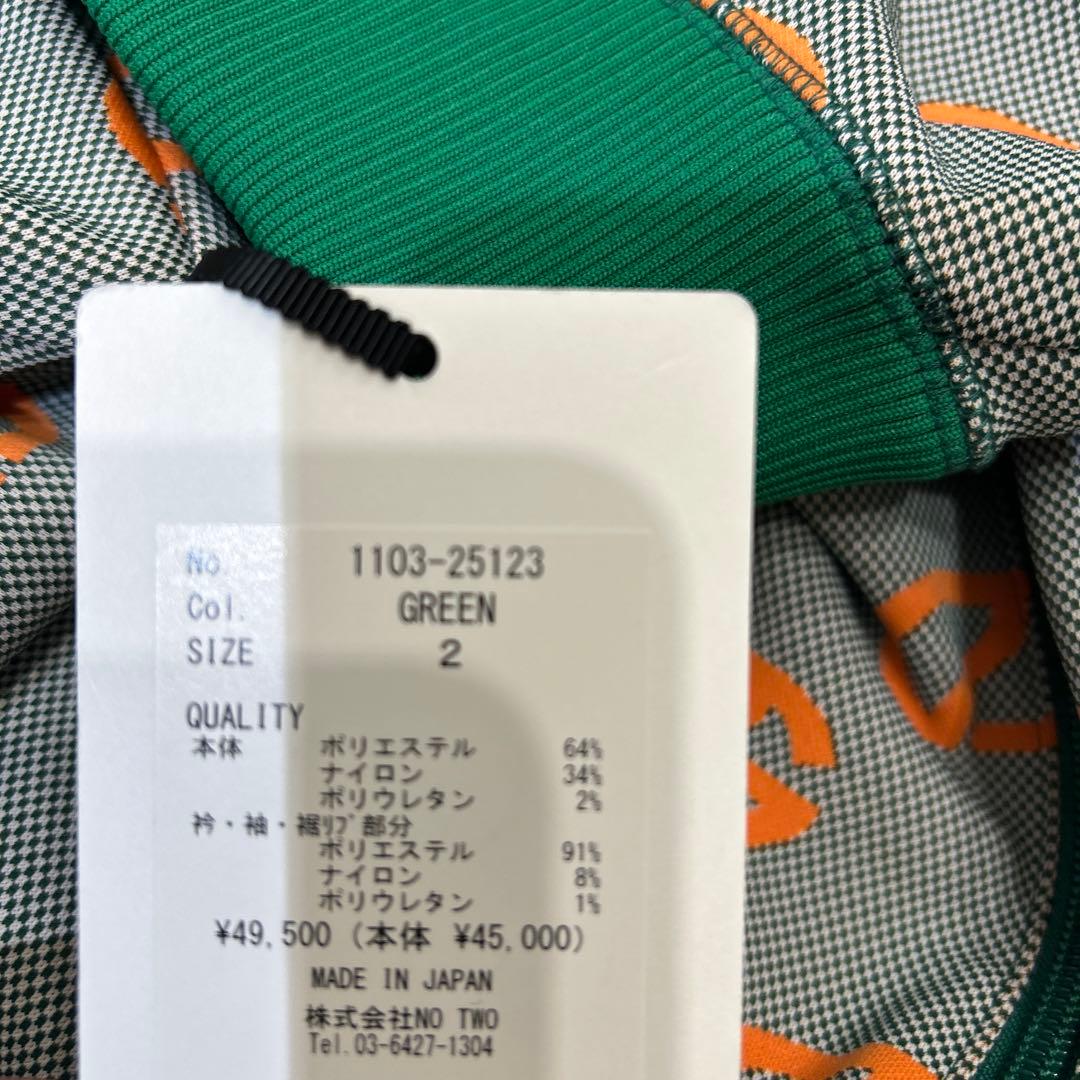 No 1103-25123
Col. GREEN
SIZE 2
QUALITY
本体 ポリエステル 64%
ナイロン 34%
ポリウレタン 2%
衿・袖・裾リブ部分
ポリエステル 91%
ナイロン 8%
ポリウレタン 1%
¥49,500 (本体 ¥45,000)
MADE IN JAPAN
株式会社NO TWO
Tel.03-6427-1304